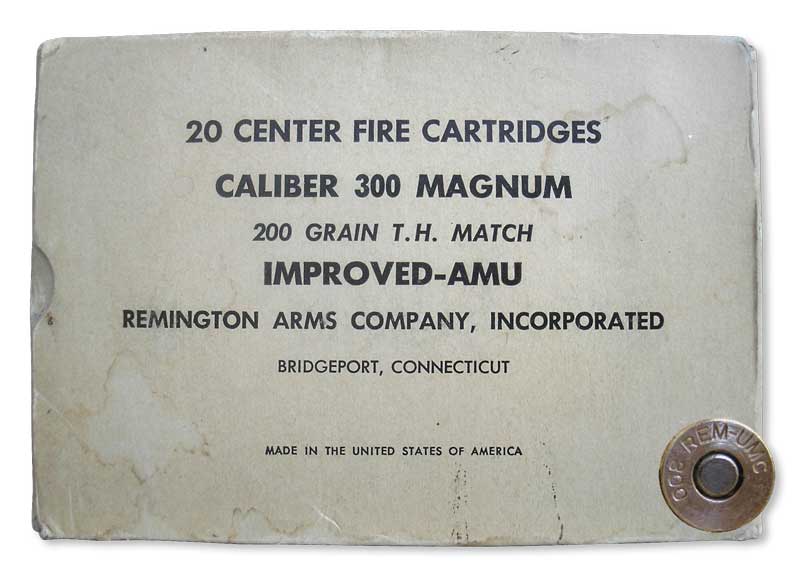 20 CENTER FIRE CARTRIDGES
CALIBER 300 MAGNUM
200 GRAIN T.H. MATCH
IMPROVED-AMU
REMINGTON ARMS COMPANY, INCORPORATED
BRIDGEPORT, CONNECTICUT
MADE IN THE UNITED STATES OF AMERICA
300 REM-UMC